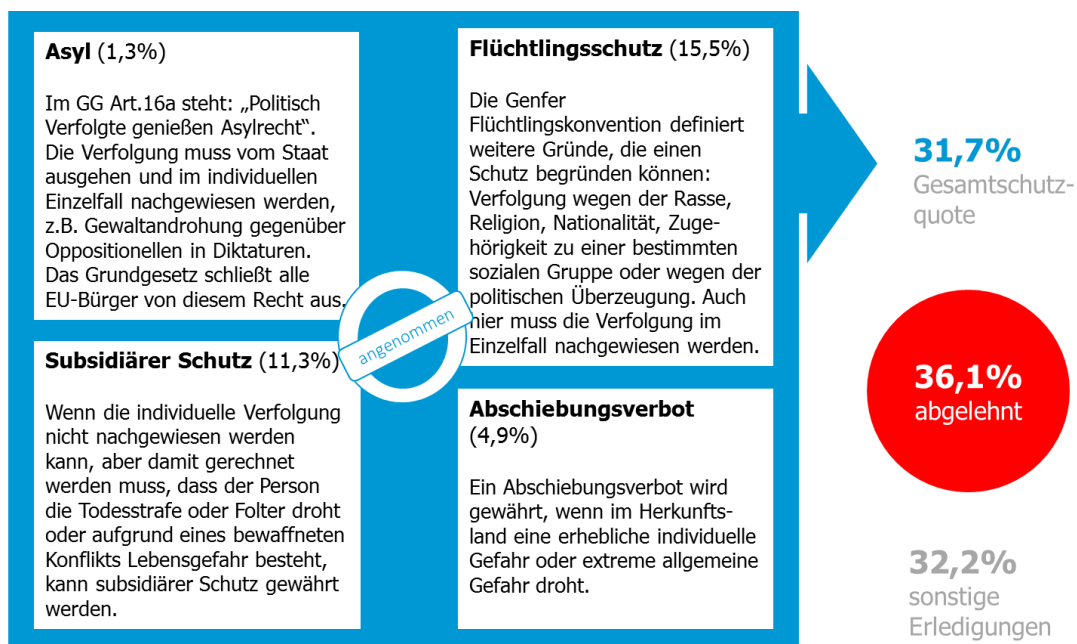 Asyl (1,3%)
Im GG Art.16a steht: „Politisch
Verfolgte genießen Asylrecht“.
Die Verfolgung muss vom Staat
ausgehen und im individuellen
Einzelfall nachgewiesen werden,
z.B. Gewaltandrohung gegenüber
Oppositionellen in Diktaturen.
Das Grundgesetz schließt alle
EU-Bürger von diesem Recht aus.
Flüchtlingsschutz (15,5%)
Die Genfer
Flüchtlingskonvention definiert
weitere Gründe, die einen
Schutz begründen können:
Verfolgung wegen der Rasse,
Religion, Nationalität, Zuge-
hörigkeit zu einer bestimmten
sozialen Gruppe oder wegen der
politischen Überzeugung. Auch
hier muss die Verfolgung im
Einzelfall nachgewiesen werden.
angenommen
Subsidiärer Schutz (11,3%)
Wenn die individuelle Verfolgung
nicht nachgewiesen werden
kann, aber damit gerechnet
werden muss, dass der Person
die Todesstrafe oder Folter droht
oder aufgrund eines bewaffneten
Konflikts Lebensgefahr besteht,
kann subsidiärer Schutz gewährt
werden.
Abschiebungsverbot
(4,9%)
Ein Abschiebungsverbot wird
gewährt, wenn im Herkunfts-
land eine erhebliche individuelle
Gefahr oder extreme allgemeine
Gefahr droht.
31,7%
Gesamtschutz-
quote
36,1%
abgelehnt
32,2%
sonstige
Erledigungen